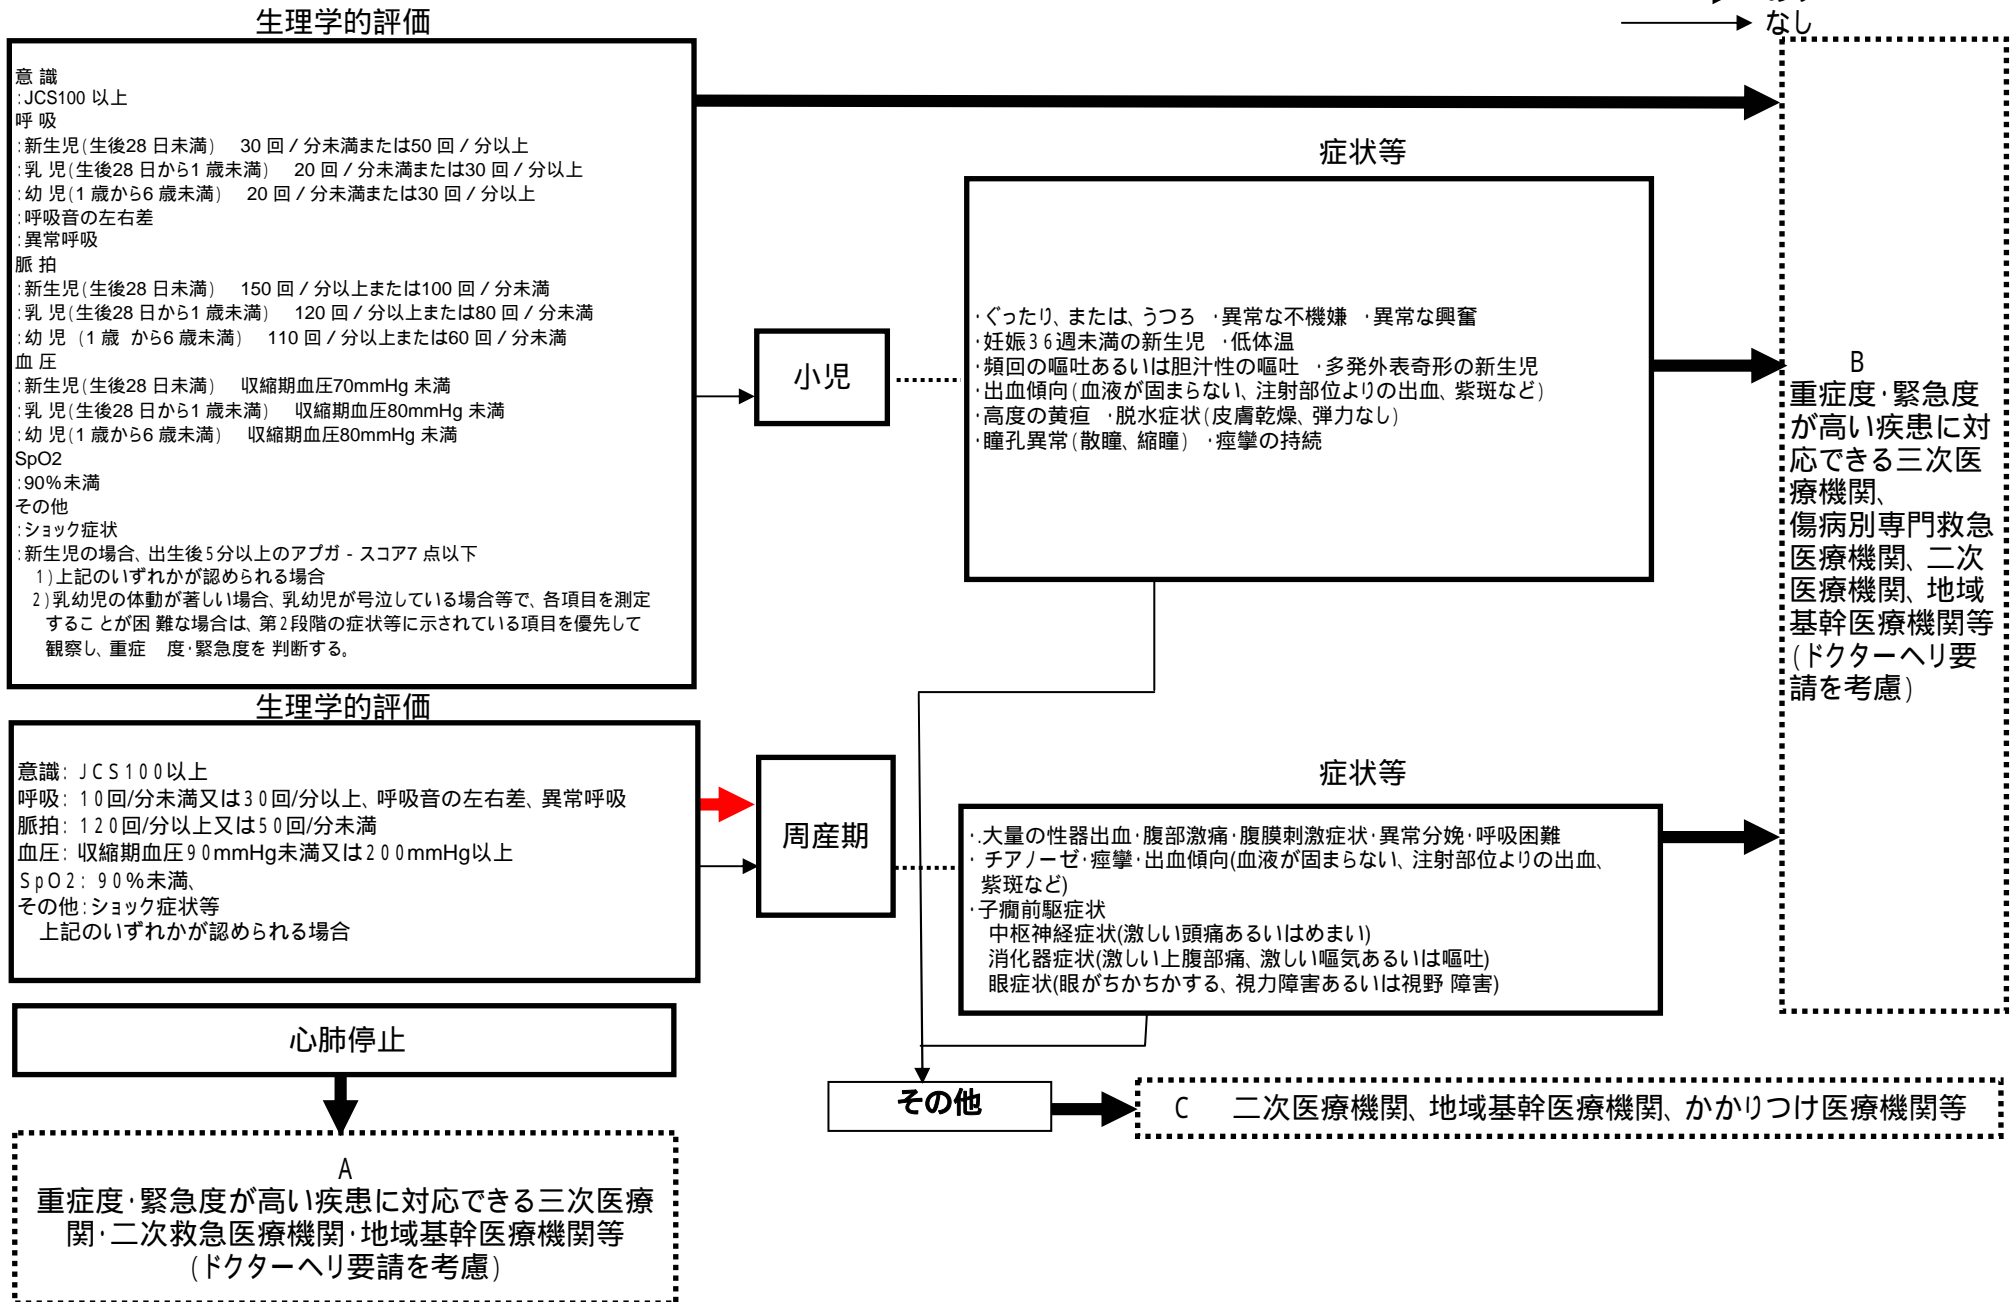 なし
生理学的評価
意 識
:JCS100 以上
呼 吸
:新生児(生後28 日未満) 30 回 / 分未満または50 回 / 分以上
:乳 児(生後28 日から1 歳未満) 20 回 / 分未満または30 回 / 分以上
:幼 児(1 歳から6 歳未満) 20 回 / 分未満または30 回 / 分以上
:呼吸音の左右差
:異常呼吸
脈 拍
:新生児(生後28 日未満) 150 回 / 分以上または100 回 / 分未満
:乳 児(生後28 日から1 歳未満) 120 回 / 分以上または80 回 / 分未満
:幼 児 (1 歳 から6 歳未満) 110 回 / 分以上または60 回 / 分未満
血 圧
:新生児(生後28 日未満) 収縮期血圧70mmHg 未満
:乳 児(生後28 日から1 歳未満) 収縮期血圧80mmHg 未満
:幼 児(1 歳から6 歳未満) 収縮期血圧80mmHg 未満
SpO2
:90%未満
その他
:ショック症状
:新生児の場合、出生後5分以上のアプガ - スコア7 点以下
1)上記のいずれかが認められる場合
2)乳幼児の体動が著しい場合、乳幼児が号泣している場合等で、各項目を測定
することが困 難な場合は、第2段階の症状等に示されている項目を優先して
観察し、重症 度・緊急度を 判断する。
小児
症状等
・ぐったり、または、うつろ ・異常な不機嫌 ・異常な興奮
・妊娠36週未満の新生児 ・低体温
・頻回の嘔吐あるいは胆汁性の嘔吐 ・多発外表奇形の新生児
・出血傾向(血液が固まらない、注射部位よりの出血、紫斑など)
・高度の黄疸 ・脱水症状(皮膚乾燥、弾力なし)
・瞳孔異常(散瞳、縮瞳) ・痙攣の持続
B
重症度・緊急度
が高い疾患に対
応できる三次医
療機関、
傷病別専門救急
医療機関、二次
医療機関、地域
基幹医療機関等
(ドクターヘリ要
請を考慮)
生理学的評価
意識: JCS100以上
呼吸: 10回/分未満又は30回/分以上、呼吸音の左右差、異常呼吸
脈拍: 120回/分以上又は50回/分未満
血圧: 収縮期血圧90mmHg未満又は200mmHg以上
SpO2: 90%未満、
その他:ショック症状等
上記のいずれかが認められる場合
周産期
症状等
・.大量の性器出血・腹部激痛・腹膜刺激症状・異常分娩・呼吸困難
・ チアノーゼ・痙攣・出血傾向(血液が固まらない、注射部位よりの出血、
紫斑など)
・子癇前駆症状
中枢神経症状(激しい頭痛あるいはめまい)
消化器症状(激しい上腹部痛、激しい嘔気あるいは嘔吐)
眼症状(眼がちかちかする、視力障害あるいは視野 障害)
心肺停止
その他
C 二次医療機関、地域基幹医療機関、かかりつけ医療機関等
A
重症度・緊急度が高い疾患に対応できる三次医療
関・二次救急医療機関・地域基幹医療機関等
(ドクターヘリ要請を考慮)